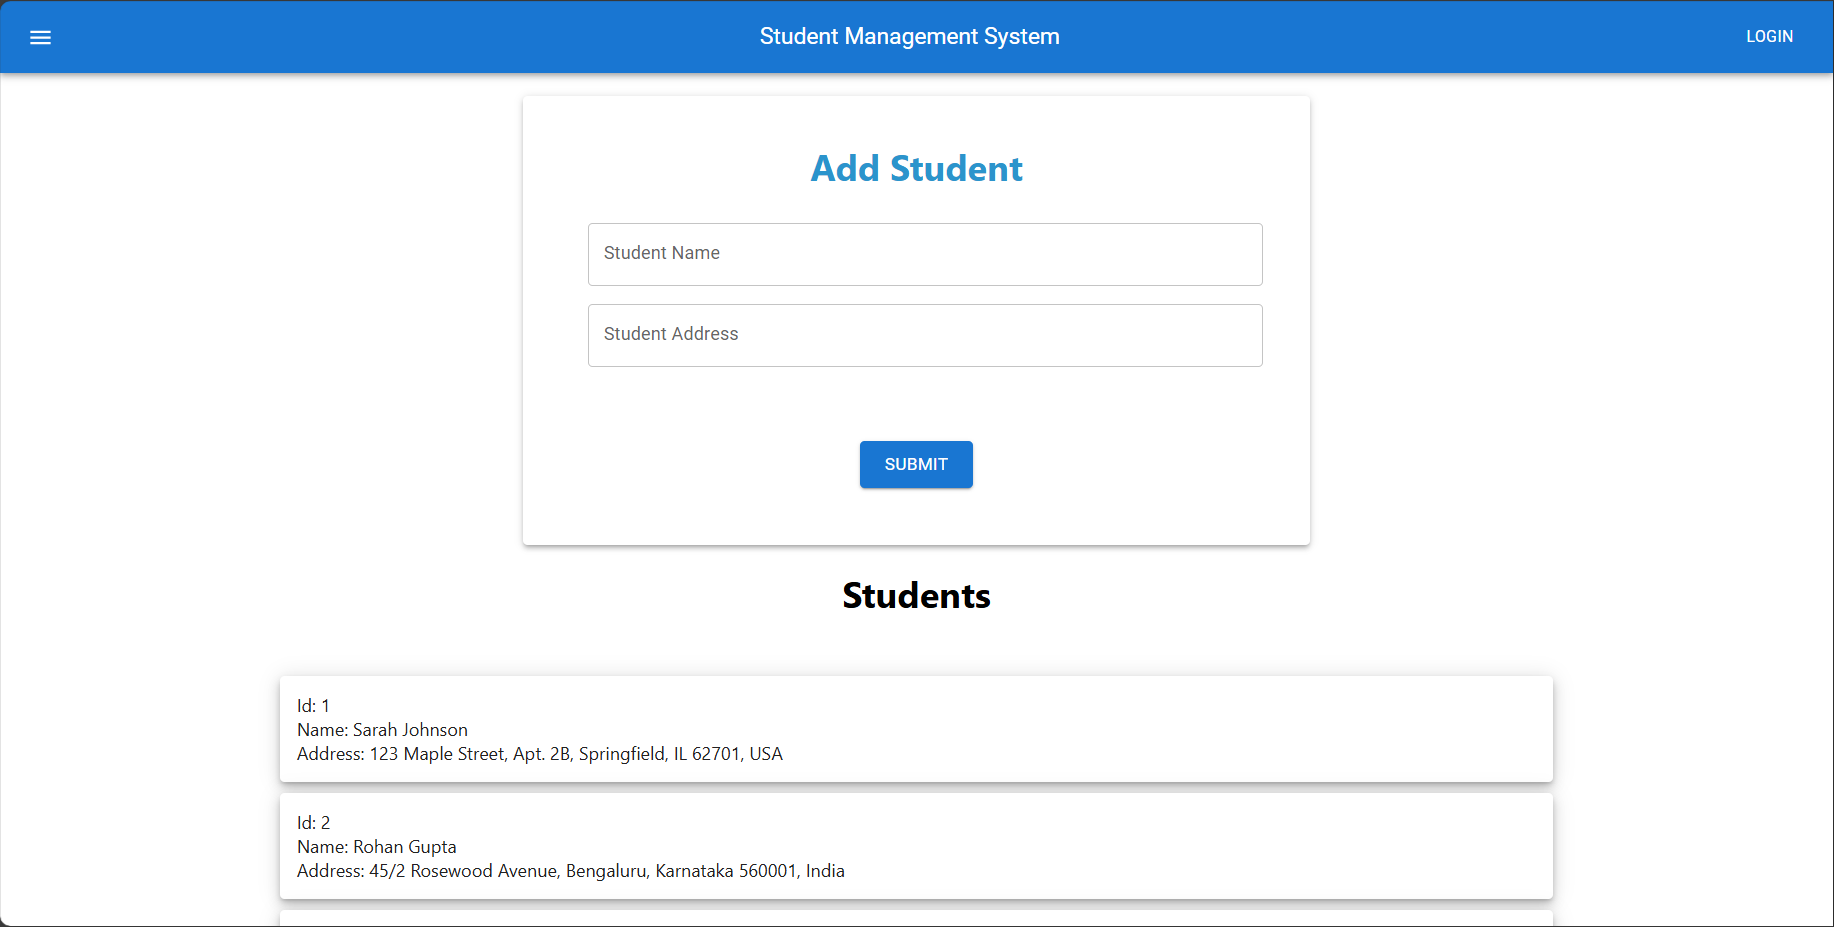 Student Management System
LOGIN
Add Student
Student Name
Student Address
SUBMIT
Students
Id: 1
Name: Sarah Johnson
Address: 123 Maple Street, Apt. 2B, Springfield, IL 62701, USA
Id: 2
Name: Rohan Gupta
Address: 45/2 Rosewood Avenue, Bengaluru, Karnataka 560001, India